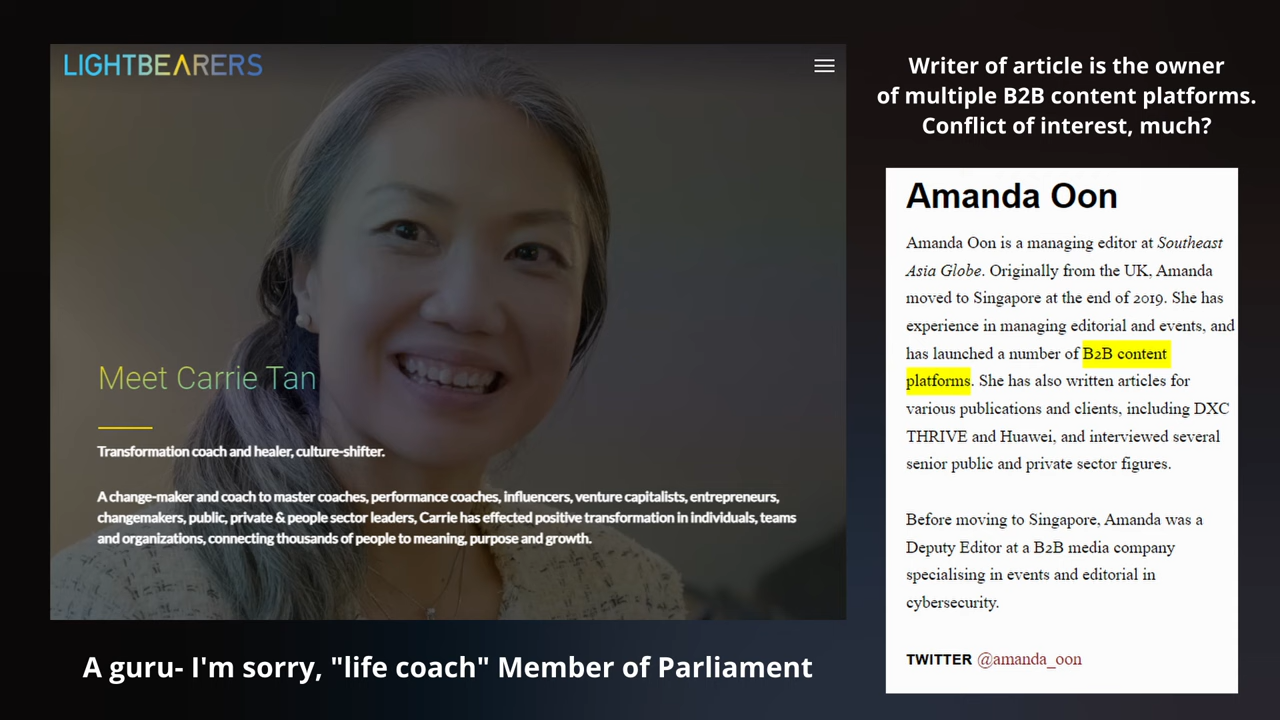 LIGHTBEARERS
Meet Carrie Tan
Transformation coach and healer, culture-shifter.
A change-maker and coach to master coaches, performance coaches, influencers, venture capitalists, entrepreneurs,
changemakers, public, private & people sector leaders, Carrie has effected positive transformation in individuals, teams
and organizations, connecting thousands of people to meaning, purpose and growth.
A guru- I'm sorry, "life coach" Member of Parliament
Writer of article is the owner
of multiple B2B content platforms.
Conflict of interest, much?
Amanda Oon
Amanda Oon is a managing editor at Southeast
Asia Globe. Originally from the UK, Amanda
moved to Singapore at the end of 2019. She has
experience in managing editorial and events, and
has launched a number of B2B content
platforms. She has also written articles for
various publications and clients, including DXC
THRIVE and Huawei, and interviewed several
senior public and private sector figures.
Before moving to Singapore, Amanda was a
Deputy Editor at a B2B media company
specialising in events and editorial in
cybersecurity.
TWITTER @amanda_oon